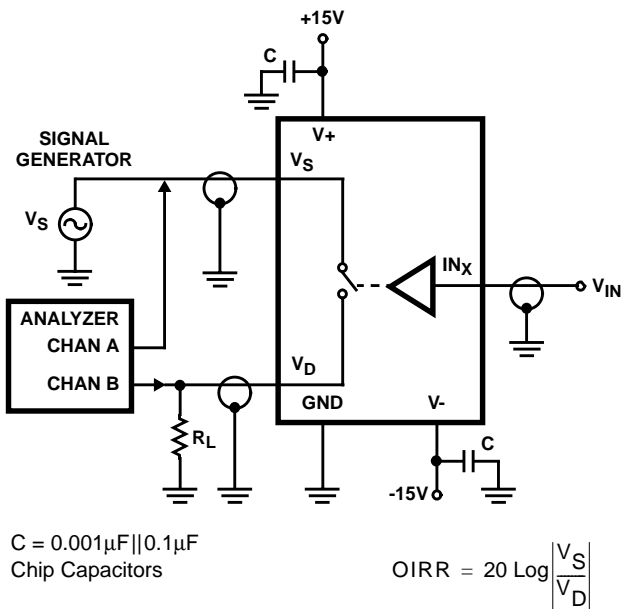 +15V
C
V+
SIGNAL
GENERATOR
VS
VS
INX
VIN
ANALYZER
CHAN A
CHAN B
VD
GND
V-
RL
C
-15V
C = 0.001μF||0.1μF
Chip Capacitors
OIRR = 20 Log|VS/VD|